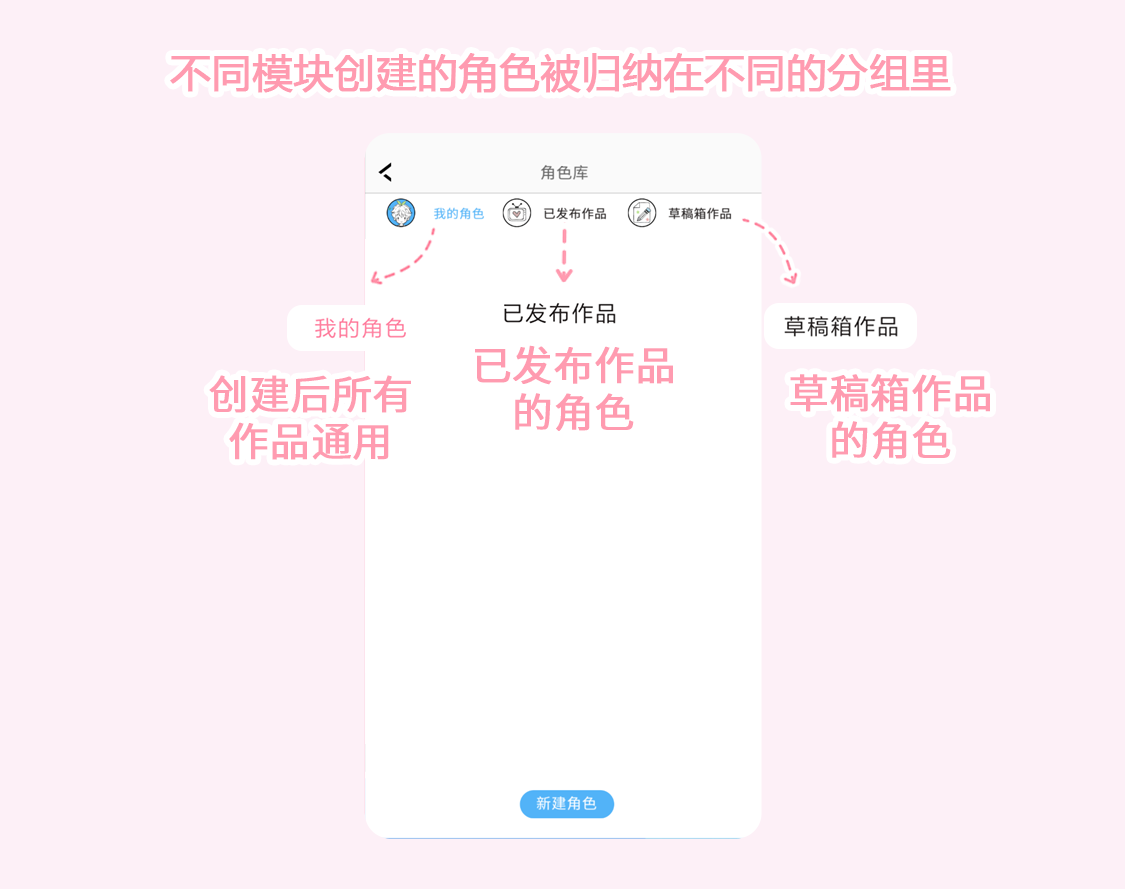 不同模块创建的角色被归纳在不同的分组里
角色库
我的角色
已发布作品
草稿箱作品
我的角色
创建后所有
作品通用
已发布作品
已发布作品
的角色
草稿箱作品
草稿箱作品
的角色
新建角色